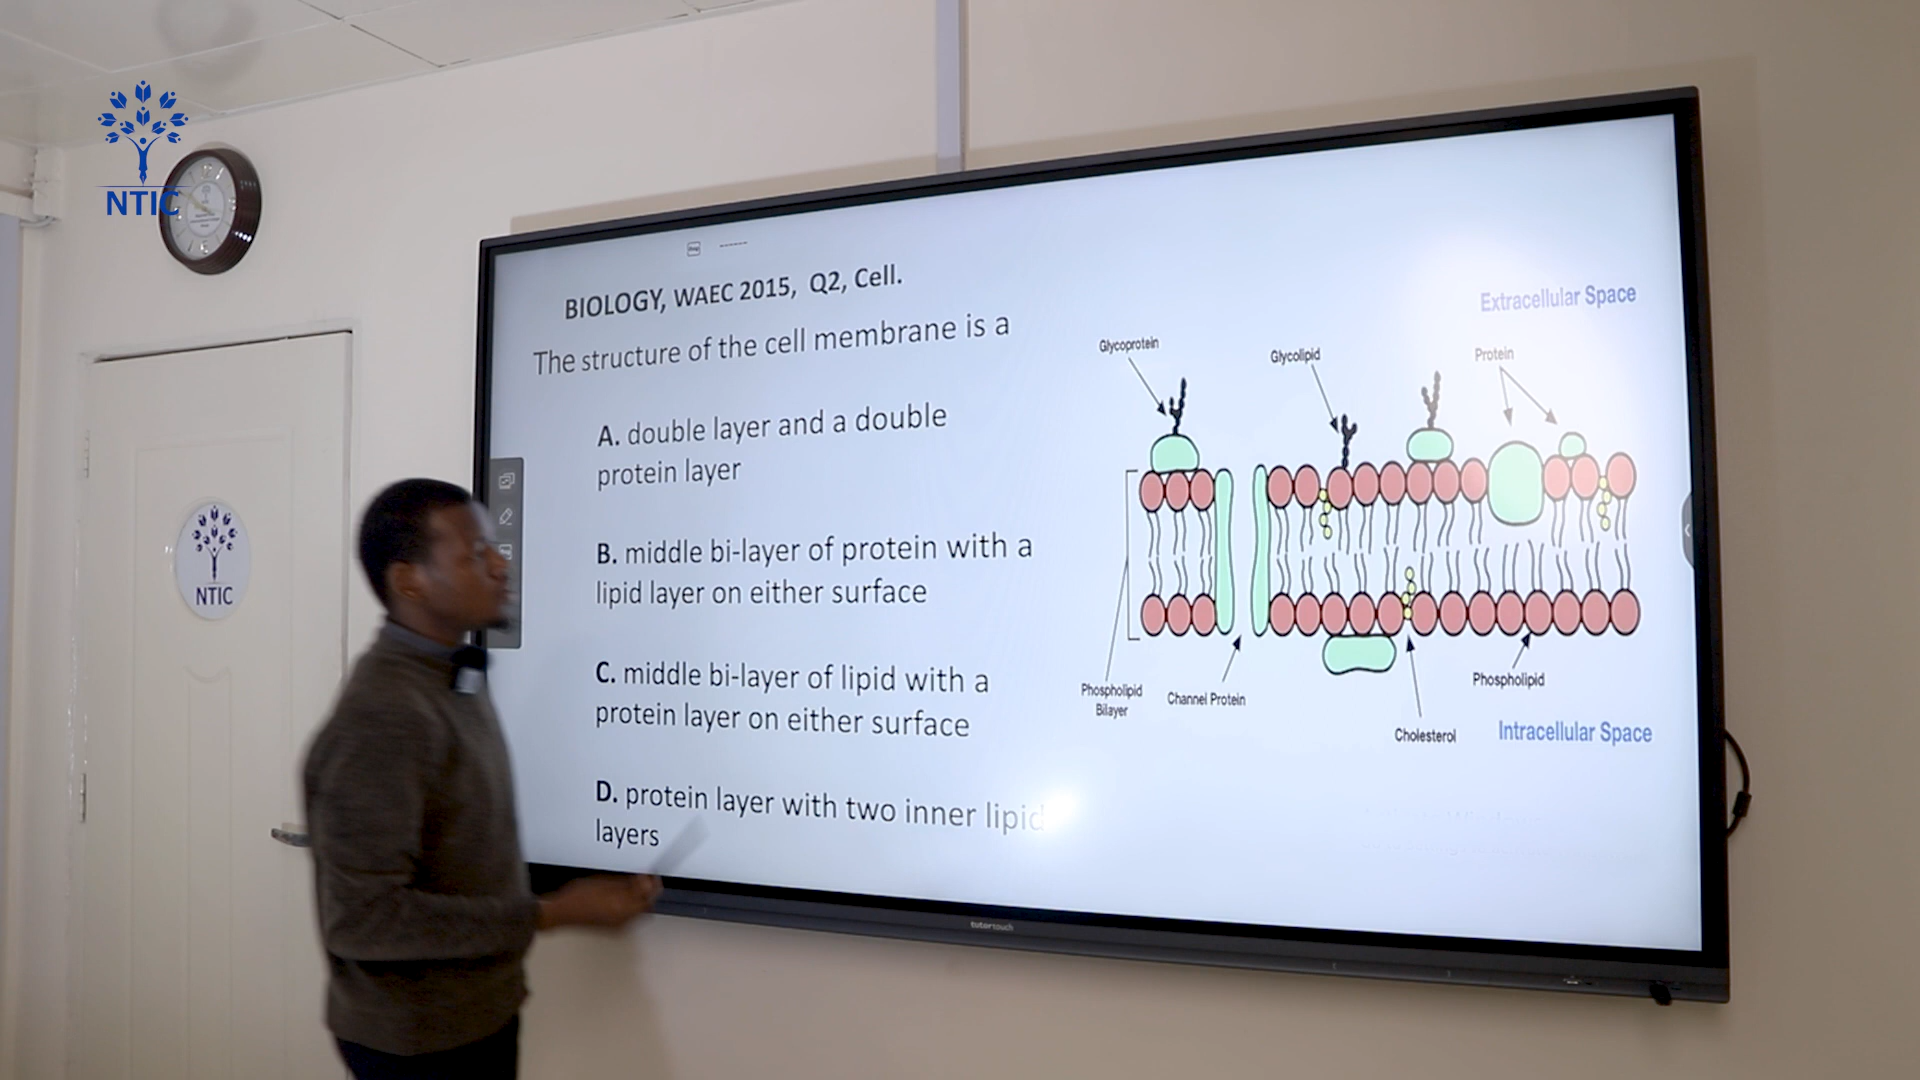 NTIC
BIOLOGY, WAEC 2015, Q2, Cell.
The structure of the cell membrane is a
A. double layer and a double
protein layer
B. middle bi-layer of protein with a
lipid layer on either surface
C. middle bi-layer of lipid with a
protein layer on either surface
D. protein layer with two inner lipid
layers
Extracellular Space
Glycoprotein
Glycolipid
Protein
Phospholipid
Bilayer
Channel Protein
Cholesterol
Phospholipid
Intracellular Space
NTIC
tutortouch